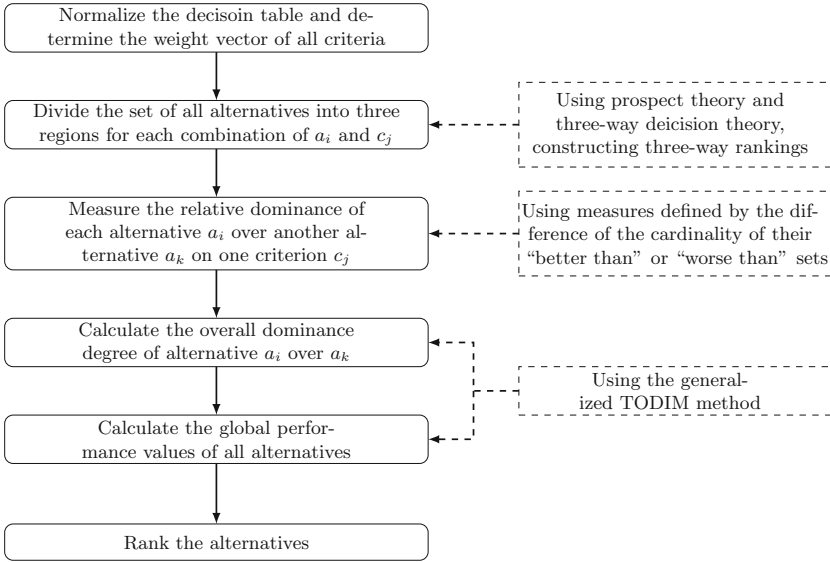 Normalize the decisoin table and de-
termine the weight vector of all criteria
Divide the set of all alternatives into three
regions for each combination of a_i and c_j
Using prospect theory and
three-way deicision theory,
constructing three-way rankings
Measure the relative dominance of
each alternative a_i over another al-
ternative a_k on one criterion c_j
Using measures defined by the dif-
ference of the cardinality of their
“better than” or “worse than” sets
Calculate the overall dominance
degree of alternative a_i over a_k
Using the general-
ized TODIM method
Calculate the global perfor-
mance values of all alternatives
Rank the alternatives